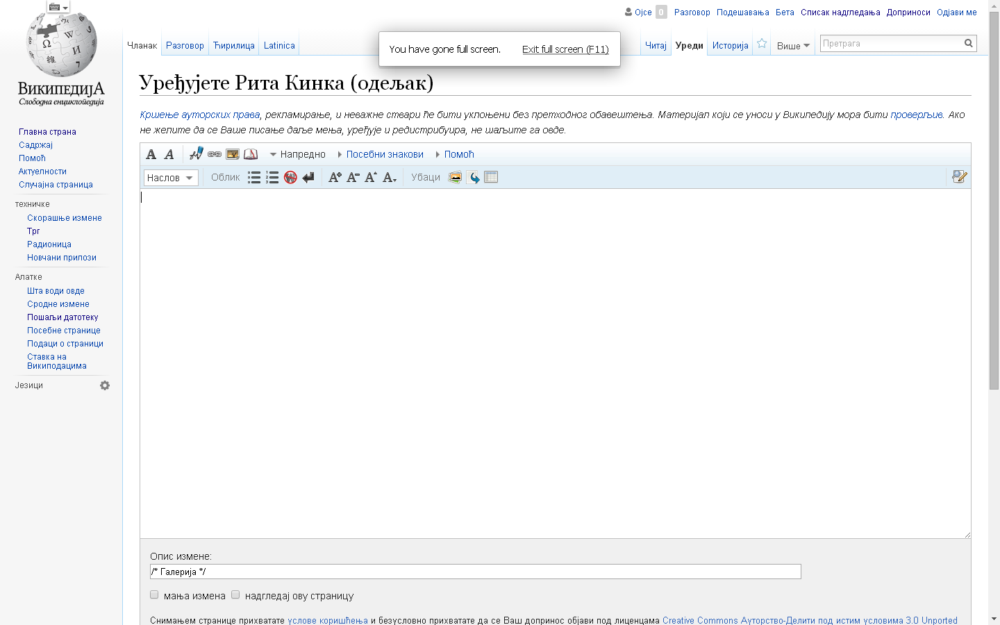 Ојсе 0 Разговор Подешавања Бета Списак надгледања Доприноси Одјави ме
Чланак Разговор Ћирилица Latinica
You have gone full screen. Exit full screen (F11)
Читај Уреди Историја Више Претрага
ВикипедијА
Слободна енциклопедија
Главна страна
Садржај
Помоћ
Актуелности
Случајна страница
техничке
Скорашње измене
Трг
Радионица
Новчани прилози
Алатке
Шта води овде
Сродне измене
Пошаљи датотеку
Посебне странице
Подаци о страници
Ставка на
Википодацима
Језици
Уређујете Рита Кинка (одељак)
Кршење ауторских права, рекламирање, и неважне ствари ће бити уклоњени без претходног обавештења. Материјал који се уноси у Википедију мора бити проверљив. Ако
не желите да се Ваше писање даље мења, уређује и редистрибуира, не шаљите га овде.
A A Напредно Посебни знакови Помоћ
Наслов Облик A A A A Убаци
Опис измене:
/* Галерија */
мања измена надгледај ову страницу
Снимањем странице прихватате услове коришћења и безусловно прихватате да се Ваш допринос објави под лиценцама Creative Commons Ауторство-Делити под истим условима 3.0 Unported